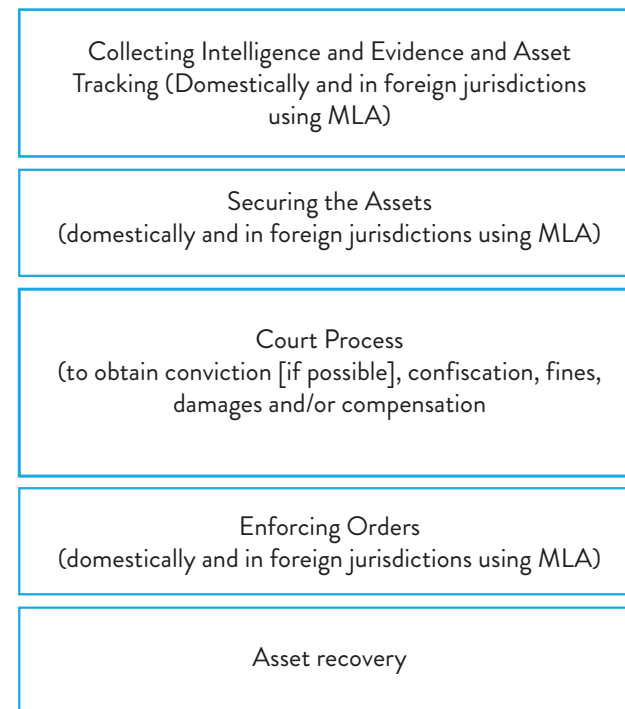 Collecting Intelligence and Evidence and Asset
Tracking (Domestically and in foreign jurisdictions
using MLA)
Securing the Assets
(domestically and in foreign jurisdictions using MLA)
Court Process
(to obtain conviction [if possible], confiscation, fines,
damages and/or compensation
Enforcing Orders
(domestically and in foreign jurisdictions using MLA)
Asset recovery